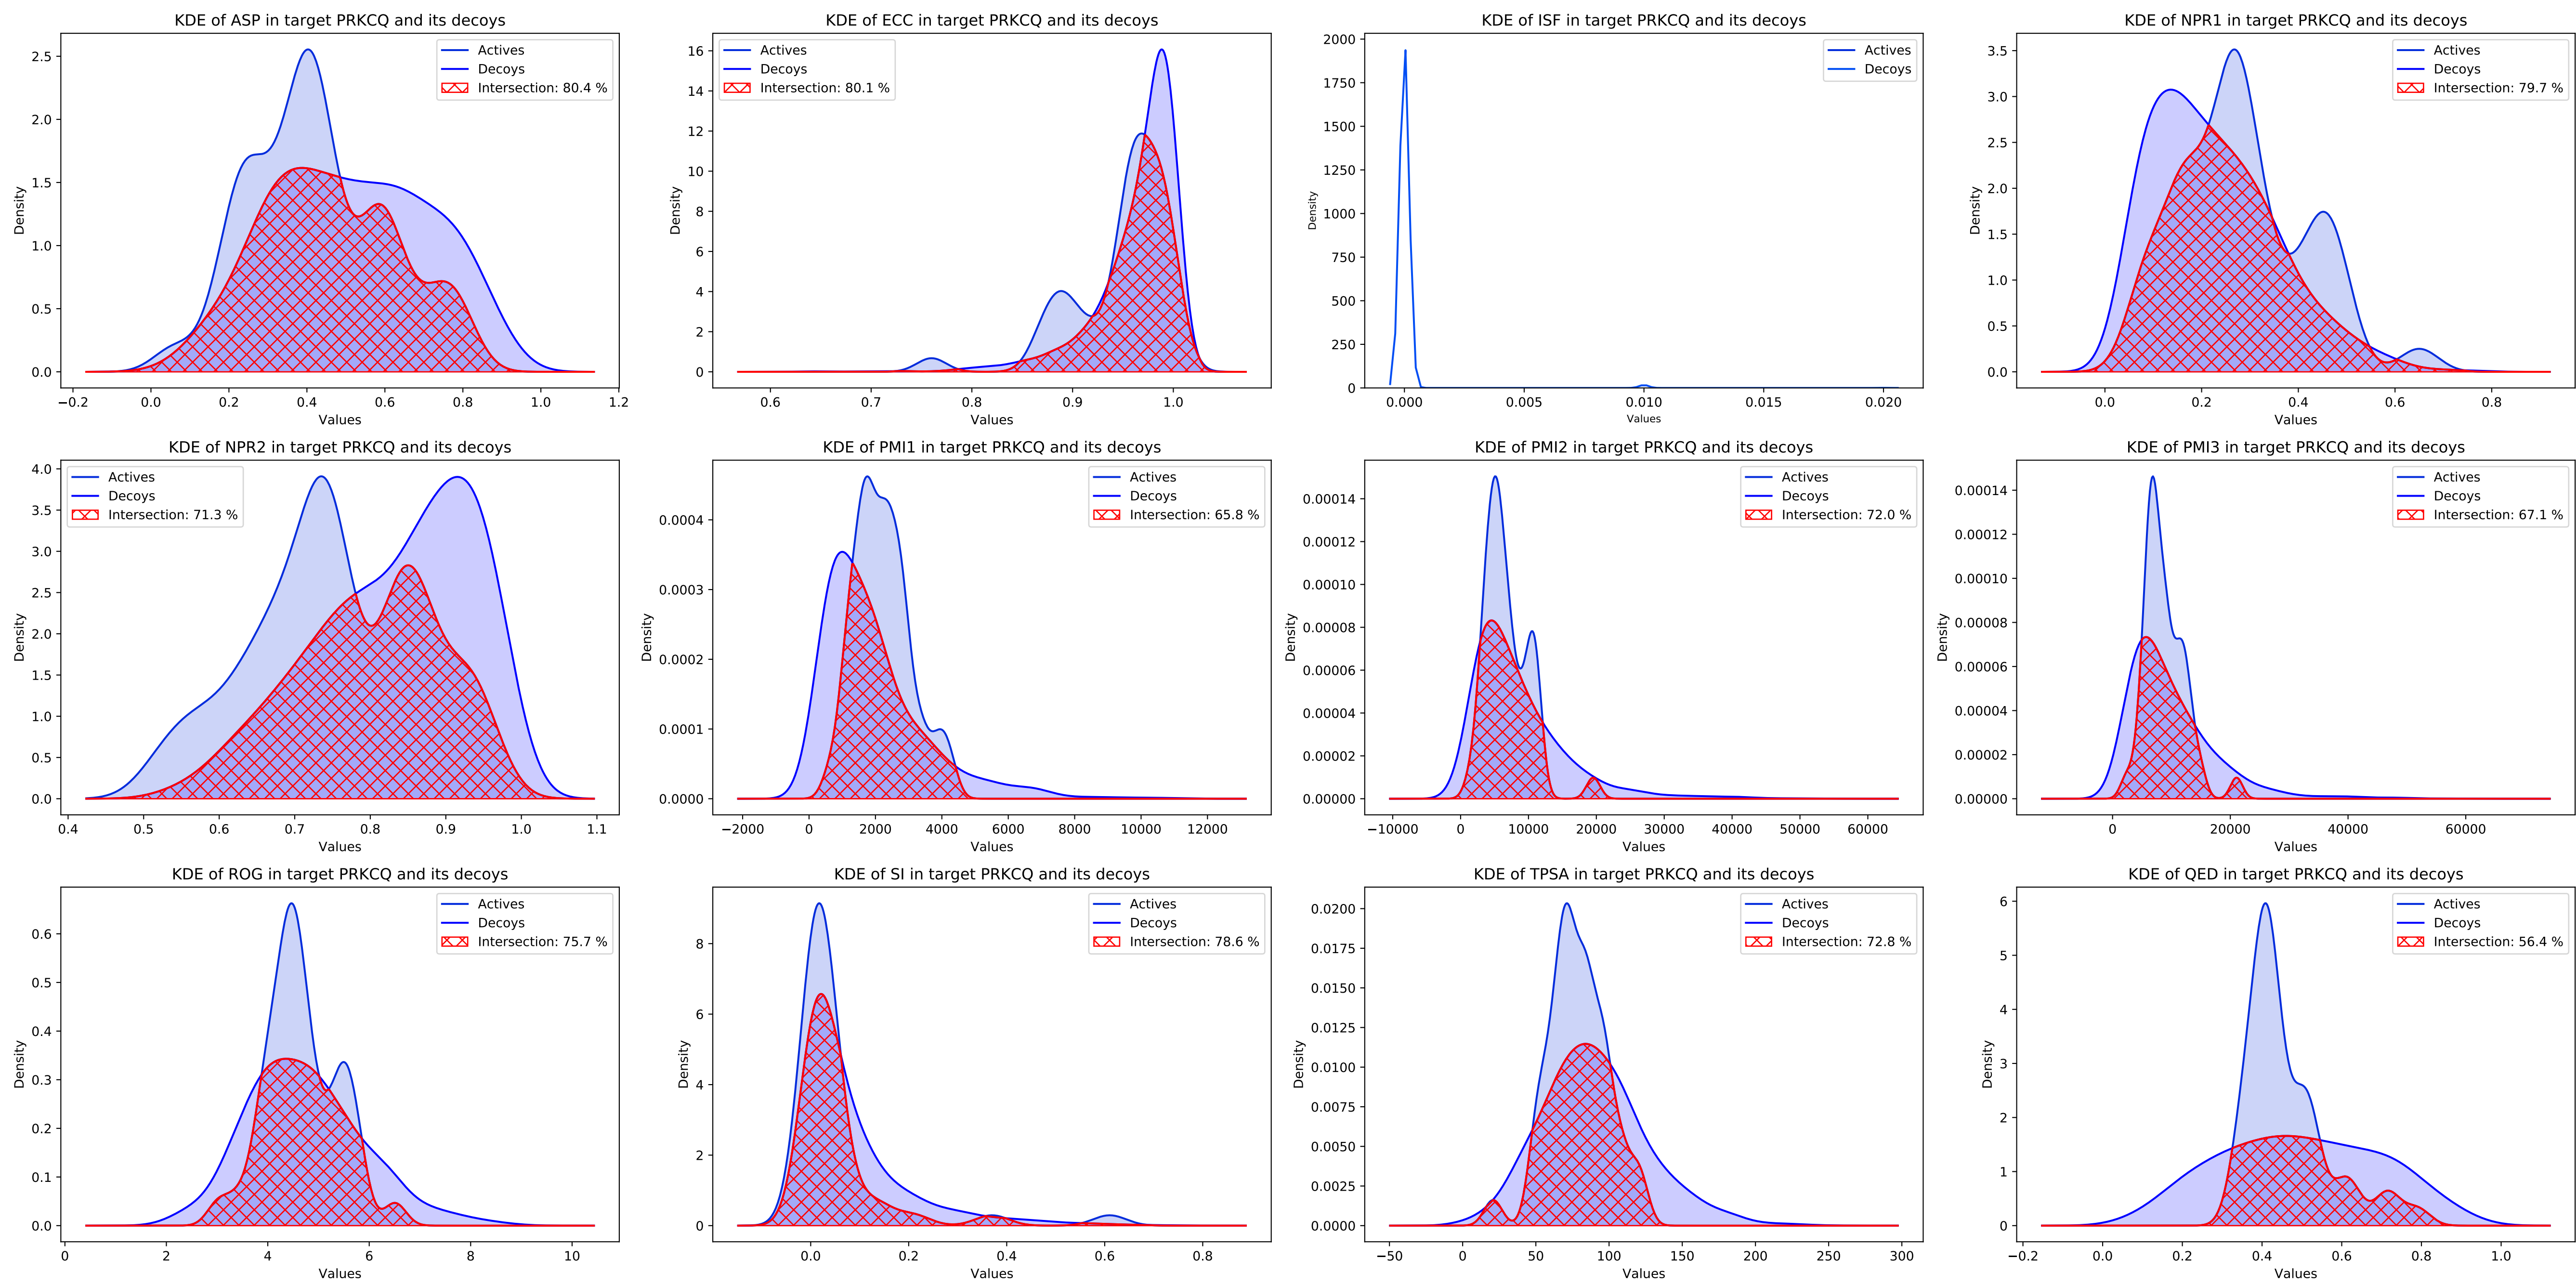 KDE of ASP in target PRKCQ and its decoys
Actives
Decoys
Intersection: 80.4 %
Density
2.5
2.0
1.5
1.0
0.5
0.0
−0.2 0.0 0.2 0.4 0.6 0.8 1.0 1.2
Values
KDE of ECC in target PRKCQ and its decoys
Actives
Decoys
Intersection: 80.1 %
Density
16
14
12
10
8
6
4
2
0
0.6 0.7 0.8 0.9 1.0
Values
KDE of ISF in target PRKCQ and its decoys
Actives
Decoys
Density
2000
1750
1500
1250
1000
750
500
250
0
0.000 0.005 0.010 0.015 0.020
Values
KDE of NPR1 in target PRKCQ and its decoys
Actives
Decoys
Intersection: 79.7 %
Density
3.5
3.0
2.5
2.0
1.5
1.0
0.5
0.0
0.0 0.2 0.4 0.6 0.8
Values
KDE of NPR2 in target PRKCQ and its decoys
Actives
Decoys
Intersection: 71.3 %
Density
4.0
3.5
3.0
2.5
2.0
1.5
1.0
0.5
0.0
0.4 0.5 0.6 0.7 0.8 0.9 1.0 1.1
Values
KDE of PMI1 in target PRKCQ and its decoys
Actives
Decoys
Intersection: 65.8 %
Density
0.0004
0.0003
0.0002
0.0001
0.0000
−2000 0 2000 4000 6000 8000 10000 12000
Values
KDE of PMI2 in target PRKCQ and its decoys
Actives
Decoys
Intersection: 72.0 %
Density
0.00014
0.00012
0.00010
0.00008
0.00006
0.00004
0.00002
0.00000
−10000 0 10000 20000 30000 40000 50000 60000
Values
KDE of PMI3 in target PRKCQ and its decoys
Actives
Decoys
Intersection: 67.1 %
Density
0.00014
0.00012
0.00010
0.00008
0.00006
0.00004
0.00002
0.00000
0 20000 40000 60000
Values
KDE of ROG in target PRKCQ and its decoys
Actives
Decoys
Intersection: 75.7 %
Density
0.6
0.5
0.4
0.3
0.2
0.1
0.0
0 2 4 6 8 10
Values
KDE of SI in target PRKCQ and its decoys
Actives
Decoys
Intersection: 78.6 %
Density
8
6
4
2
0
0.0 0.2 0.4 0.6 0.8
Values
KDE of TPSA in target PRKCQ and its decoys
Actives
Decoys
Intersection: 72.8 %
Density
0.0200
0.0175
0.0150
0.0125
0.0100
0.0075
0.0050
0.0025
0.0000
−50 0 50 100 150 200 250 300
Values
KDE of QED in target PRKCQ and its decoys
Actives
Decoys
Intersection: 56.4 %
Density
6
5
4
3
2
1
0
−0.2 0.0 0.2 0.4 0.6 0.8 1.0
Values